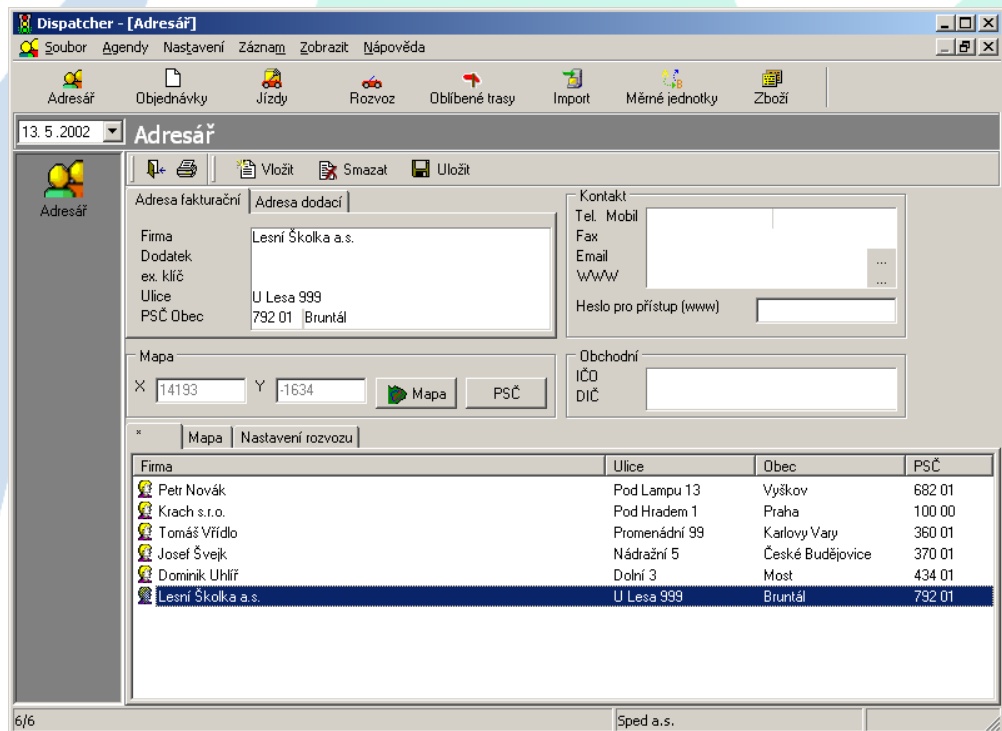 Dispatcher - [Adresář]
Soubor Agendy Nastavení Záznam Zobrazit Nápověda
Adresář Objednávky Jízdy Rozvoz Oblíbené trasy Import Měrné jednotky Zboží
13. 5 .2002 Adresář
Adresář
Vložit Smazat Uložit
Adresa fakturační Adresa dodací
Firma Lesní Školka a.s.
Dodatek
ex. klíč
Ulice U Lesa 999
PSČ Obec 792 01 Bruntál
Kontakt
Tel. Mobil
Fax
Email ...
WWW ...
Heslo pro přístup (www)
Mapa
X 14193 Y -1634 Mapa PSČ
Obchodní
IČO
DIČ
* Mapa Nastavení rozvozu
Firma Ulice Obec PSČ
Petr Novák Pod Lampu 13 Vyškov 682 01
Krach s.r.o. Pod Hradem 1 Praha 100 00
Tomáš Vřídlo Promenádní 99 Karlovy Vary 360 01
Josef Švejk Nádražní 5 České Budějovice 370 01
Dominik Uhlíř Dolní 3 Most 434 01
Lesní Školka a.s. U Lesa 999 Bruntál 792 01
6/6 Sped a.s.